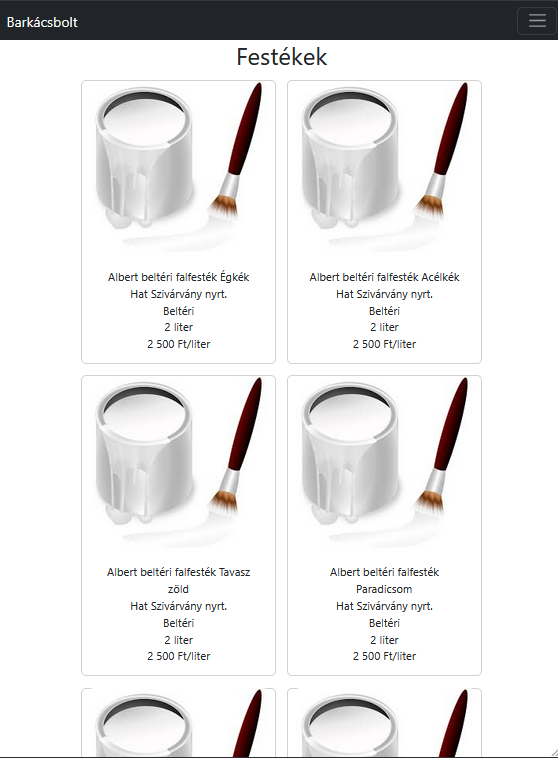 Barkácsbolt
Festékek
Albert beltéri falfesték Égkék
Hat Szivárvány nyrt.
Beltéri
2 liter
2 500 Ft/liter
Albert beltéri falfesték Acélkék
Hat Szivárvány nyrt.
Beltéri
2 liter
2 500 Ft/liter
Albert beltéri falfesték Tavasz
zöld
Hat Szivárvány nyrt.
Beltéri
2 liter
2 500 Ft/liter
Albert beltéri falfesték
Paradicsom
Hat Szivárvány nyrt.
Beltéri
2 liter
2 500 Ft/liter